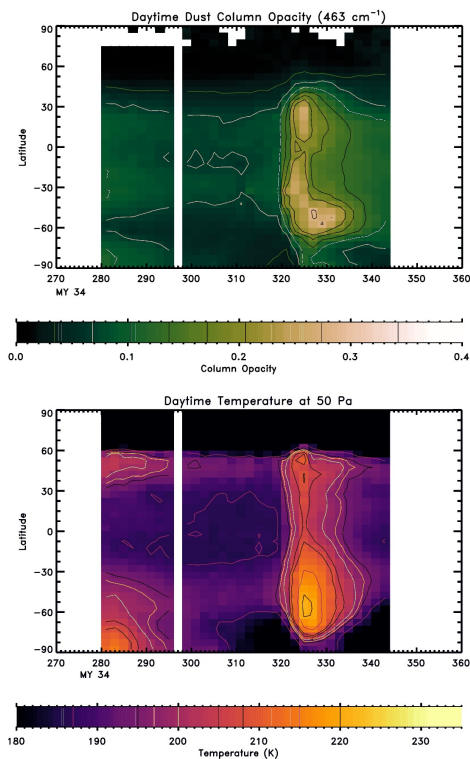 Daytime Dust Column Opacity (463 cm⁻¹)
90
60
30
0
−30
−60
−90
Latitude
270 280 290 300 310 320 330 340 350 360
MY 34
0.0 0.1 0.2 0.3 0.4
Column Opacity
Daytime Temperature at 50 Pa
90
60
30
0
−30
−60
−90
Latitude
270 280 290 300 310 320 330 340 350 360
MY 34
180 190 200 210 220 230
Temperature (K)